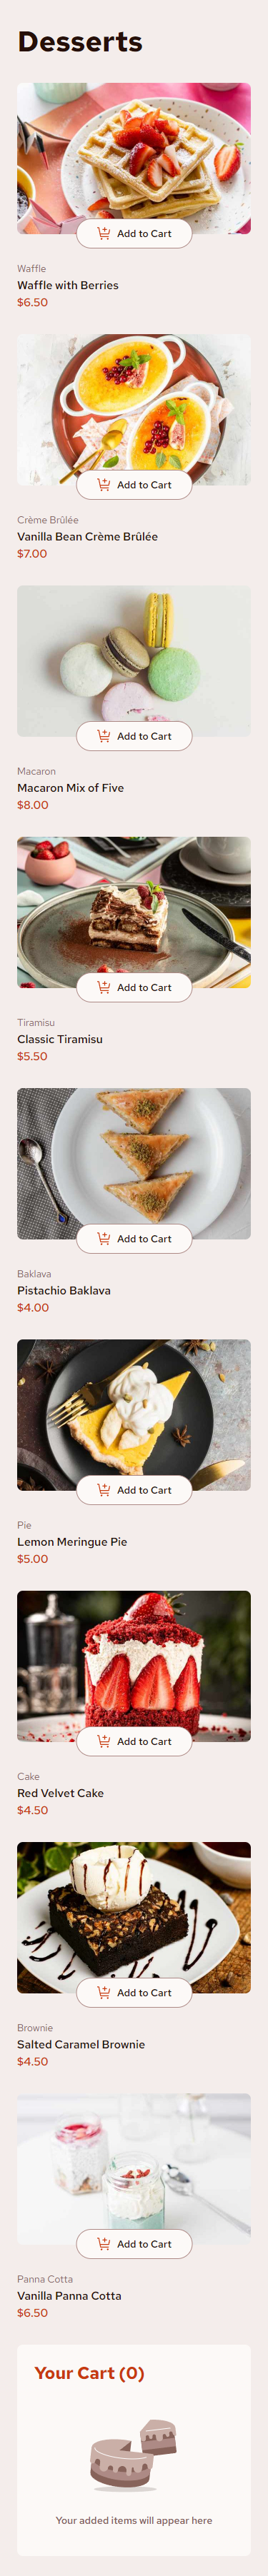 Desserts
Add to Cart
Waffle
Waffle with Berries
$6.50
Add to Cart
Crème Brûlée
Vanilla Bean Crème Brûlée
$7.00
Add to Cart
Macaron
Macaron Mix of Five
$8.00
Add to Cart
Tiramisu
Classic Tiramisu
$5.50
Add to Cart
Baklava
Pistachio Baklava
$4.00
Add to Cart
Pie
Lemon Meringue Pie
$5.00
Add to Cart
Cake
Red Velvet Cake
$4.50
Add to Cart
Brownie
Salted Caramel Brownie
$4.50
Add to Cart
Panna Cotta
Vanilla Panna Cotta
$6.50
Your Cart (0)
Your added items will appear here